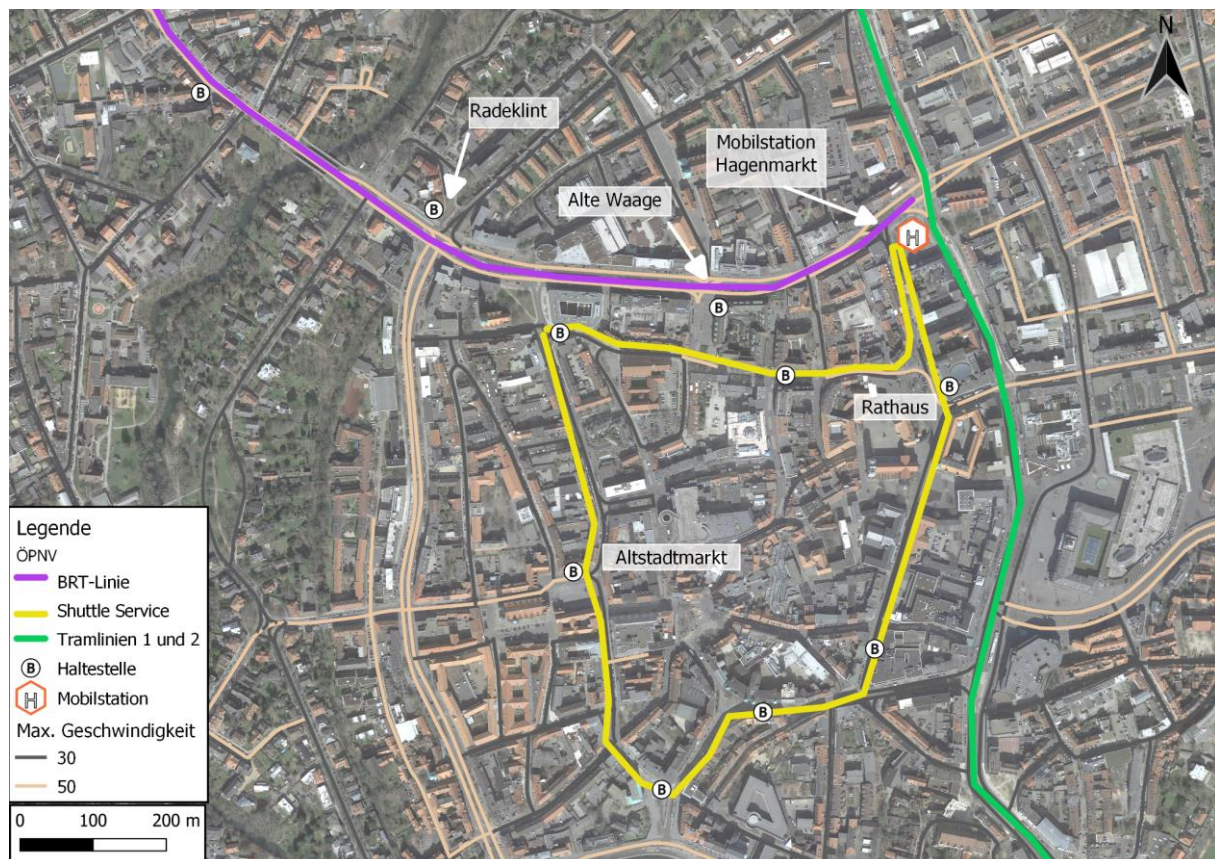 N
B
Radeklint
B
Mobilstation
Hagenmarkt
Alte Waage
H
B
B
B
B
Rathaus
Altstadtmarkt
B
B
B
B
Legende
ÖPNV
BRT-Linie
Shuttle Service
Tramlinien 1 und 2
B Haltestelle
H Mobilstation
Max. Geschwindigkeit
30
50
0 100 200 m